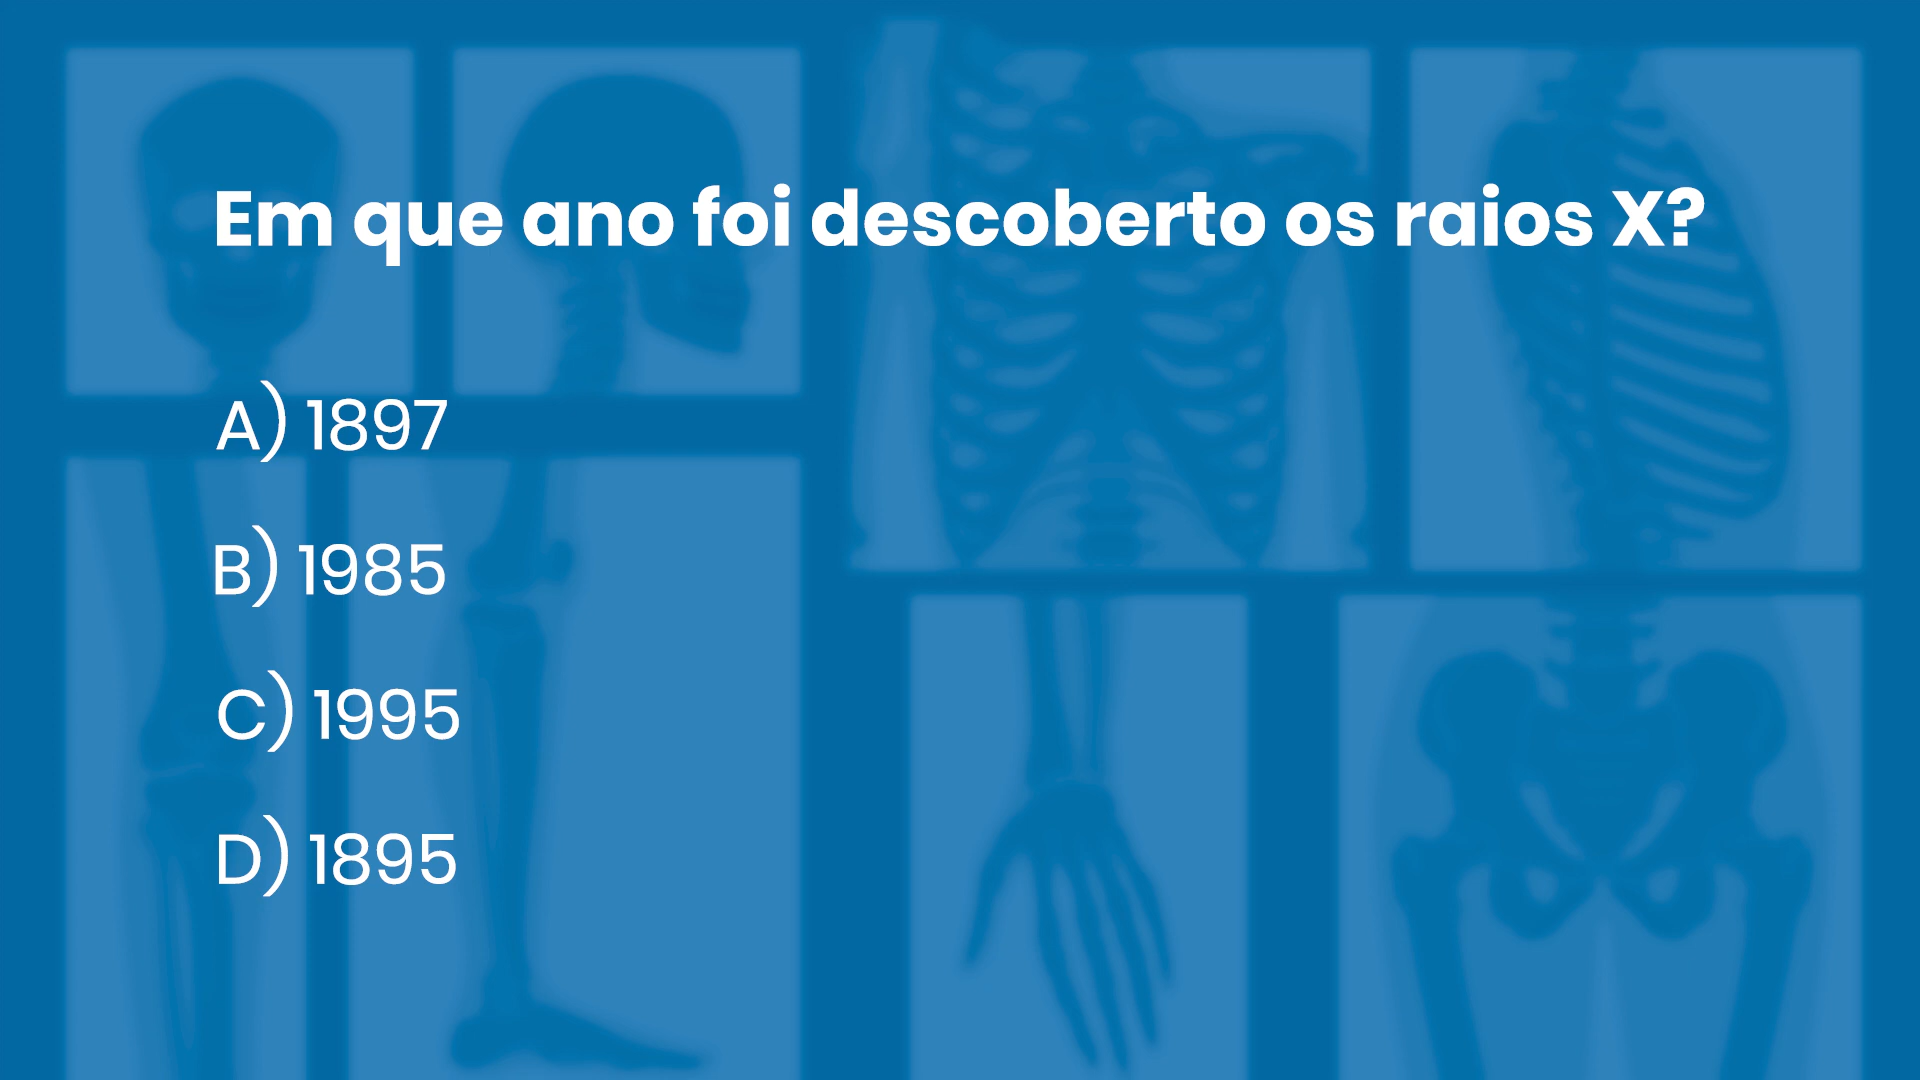 Em que ano foi descoberto os raios X?
A) 1897
B) 1985
C) 1995
D) 1895